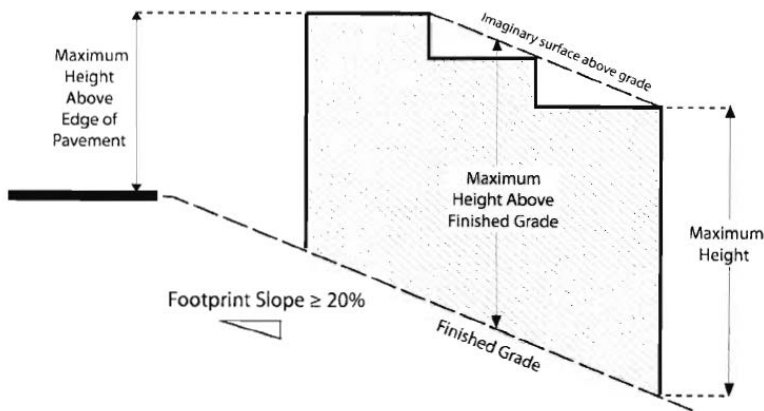 Maximum
Height
Above
Edge of
Pavement
Imaginary surface above grade
Maximum
Height Above
Finished Grade
Maximum
Height
Footprint Slope ≥ 20%
Finished Grade